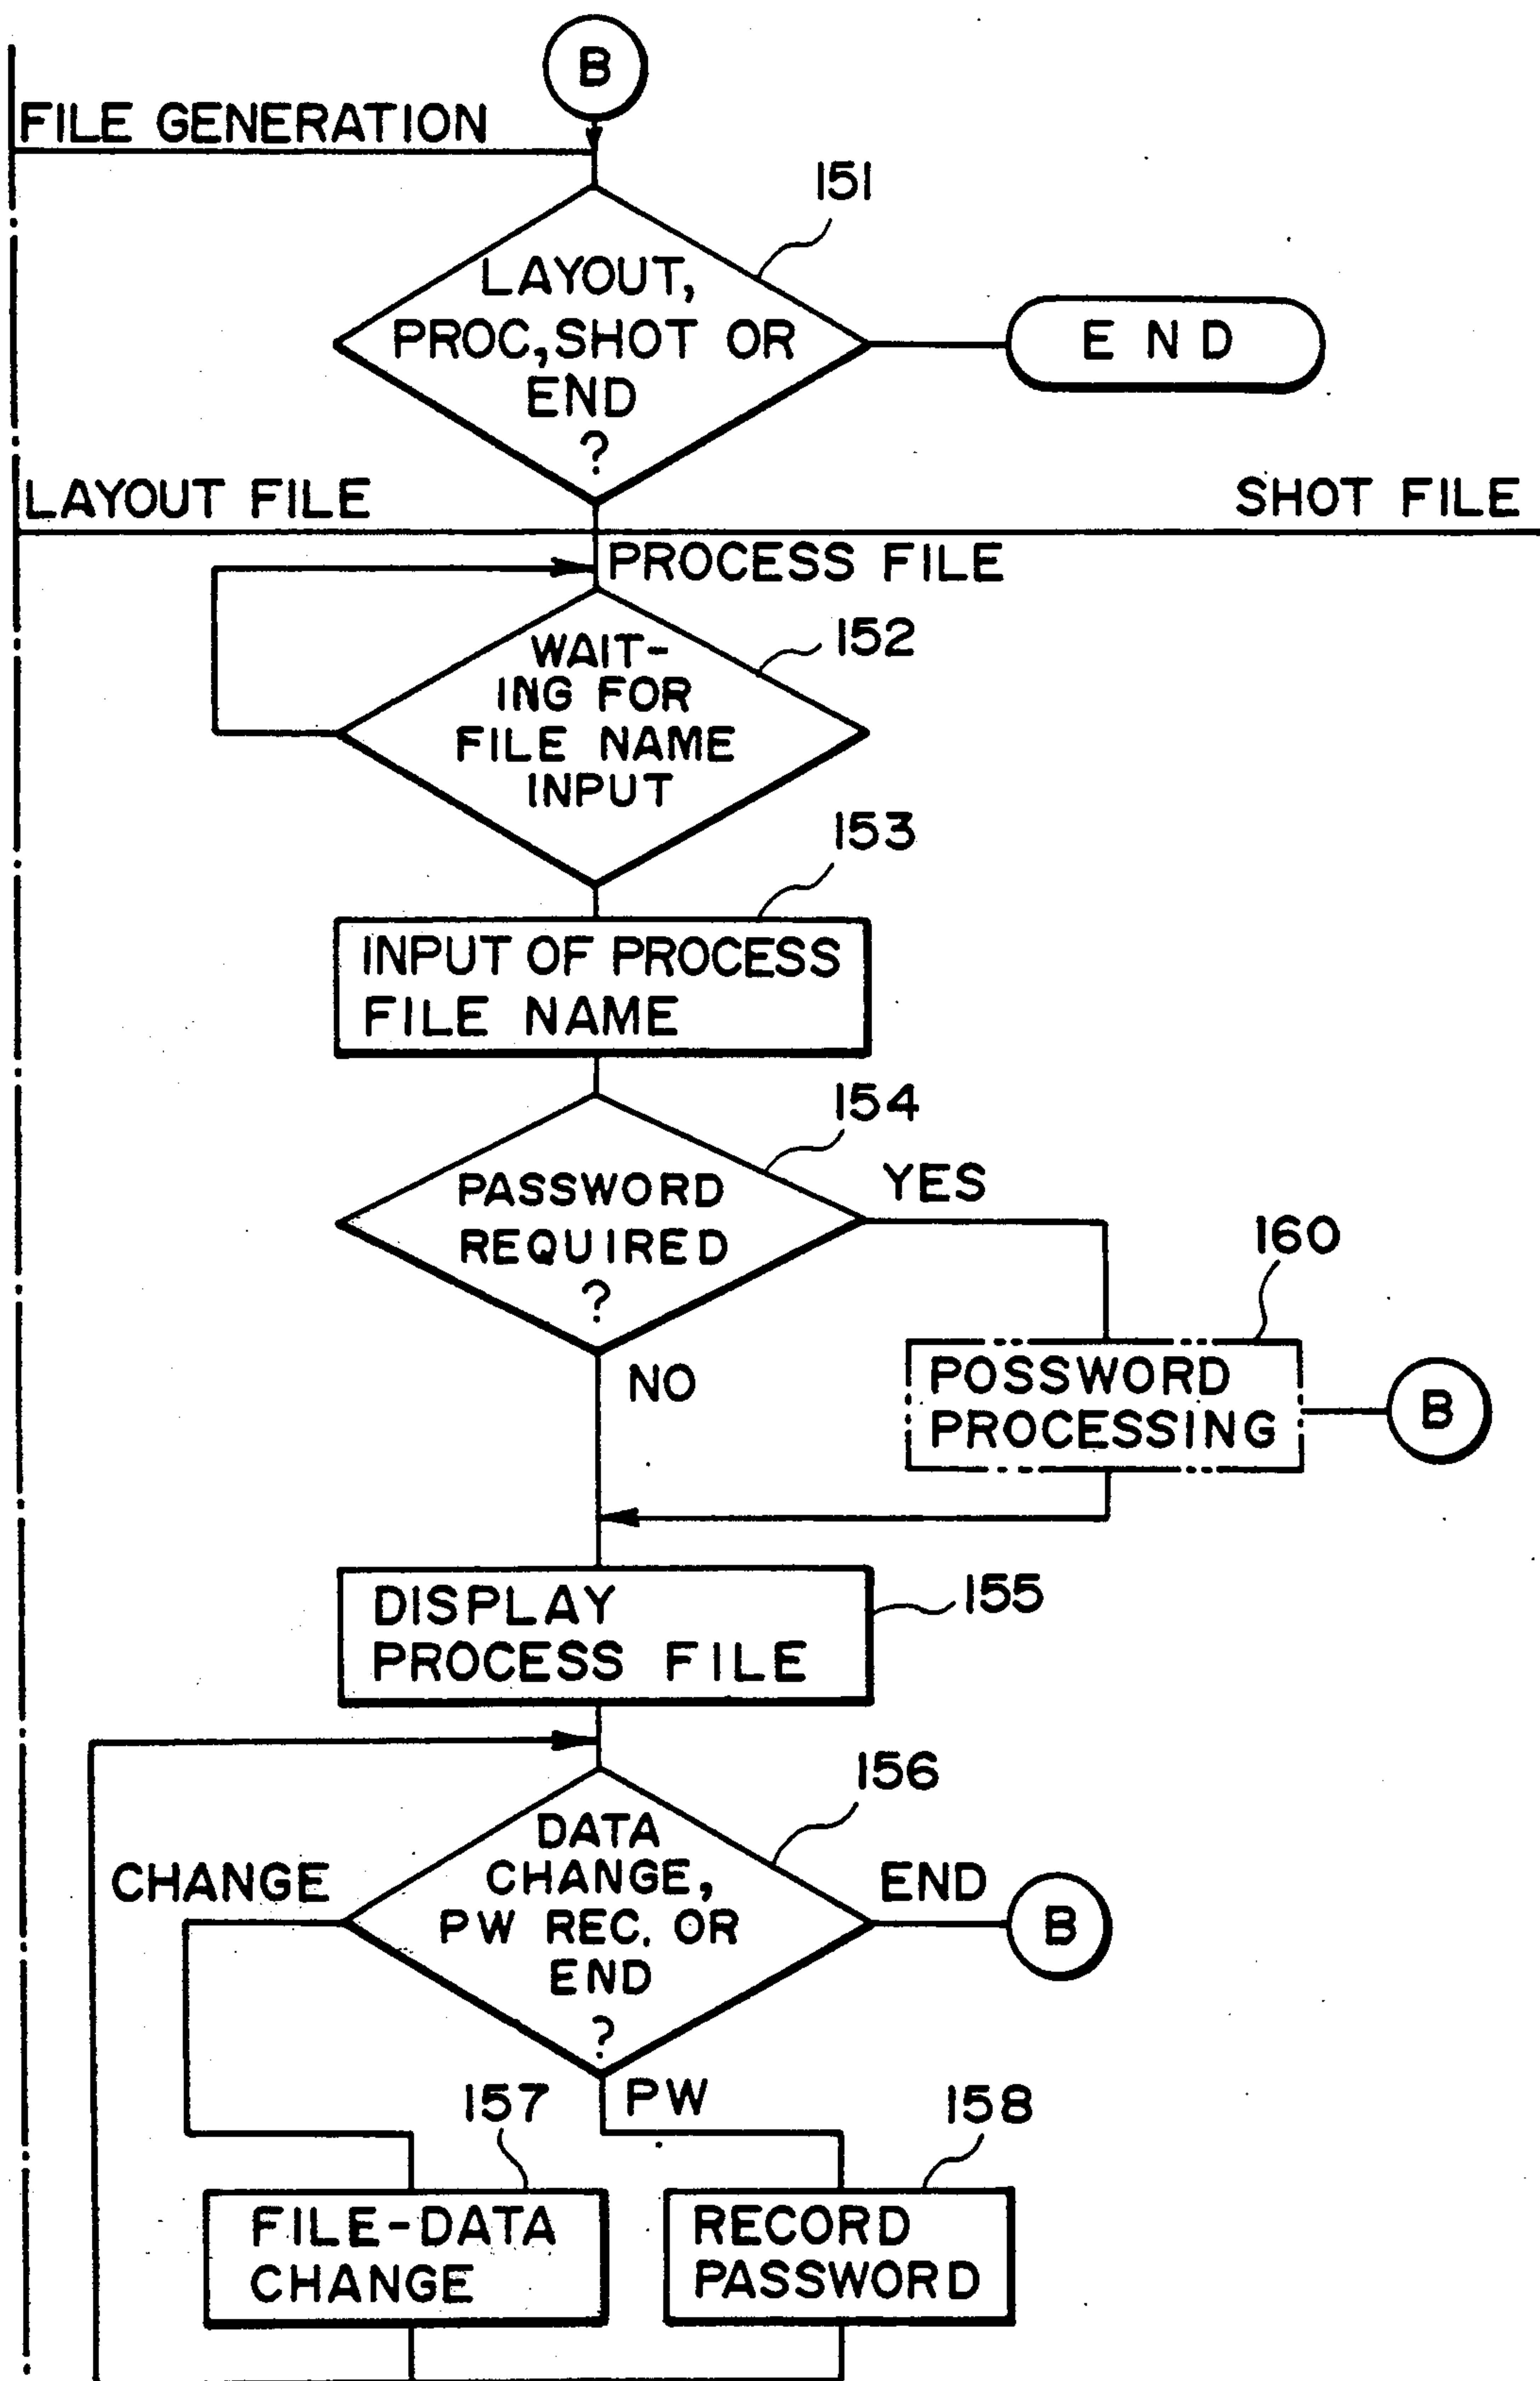 B
FILE GENERATION
151
LAYOUT,
PROC,SHOT OR
END
?
E N D
LAYOUT FILE
SHOT FILE
PROCESS FILE
152
WAIT-
ING FOR
FILE NAME
INPUT
153
INPUT OF PROCESS
FILE NAME
154
PASSWORD
REQUIRED
?
YES
160
NO
POSSWORD
PROCESSING
B
DISPLAY
PROCESS FILE
155
156
DATA
CHANGE,
PW REC. OR
END
?
CHANGE
END
B
157
PW
158
FILE-DATA
CHANGE
RECORD
PASSWORD